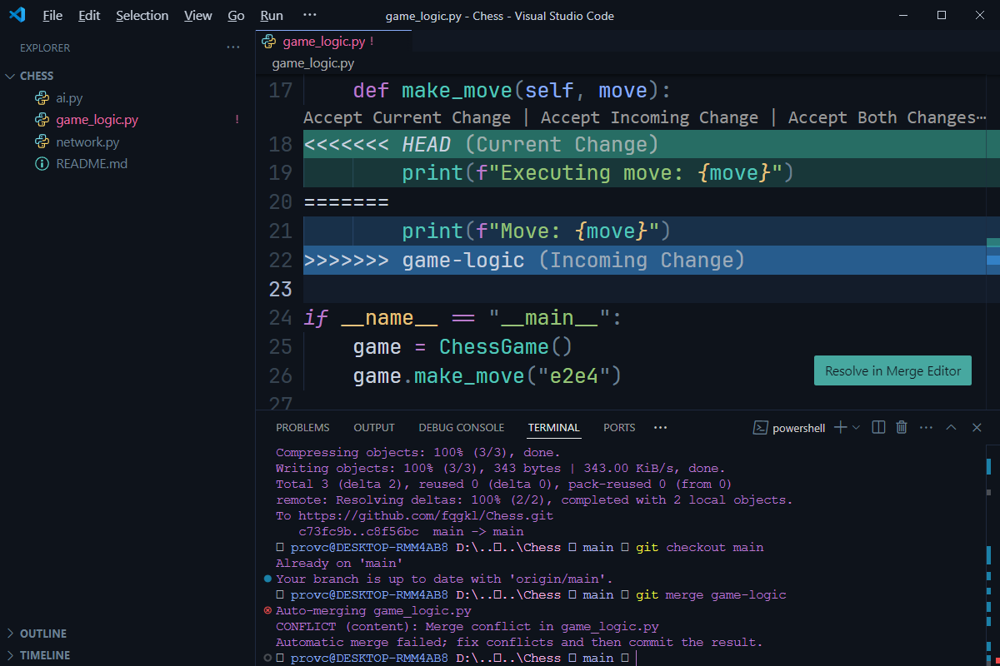 File Edit Selection View Go Run ··· game_logic.py - Chess - Visual Studio Code
EXPLORER ···
CHESS
ai.py
game_logic.py !
network.py
README.md
OUTLINE
TIMELINE
game_logic.py !
game_logic.py
17 def make_move(self, move):
Accept Current Change | Accept Incoming Change | Accept Both Changes…
18 <<<<<<< HEAD (Current Change)
19 print(f"Executing move: {move}")
20 =======
21 print(f"Move: {move}")
22 >>>>>>> game-logic (Incoming Change)
23
24 if __name__ == "__main__":
25 game = ChessGame()
26 game.make_move("e2e4")
27
Resolve in Merge Editor
PROBLEMS OUTPUT DEBUG CONSOLE TERMINAL PORTS ··· powershell
Compressing objects: 100% (3/3), done.
Writing objects: 100% (3/3), 343 bytes | 343.00 KiB/s, done.
Total 3 (delta 2), reused 0 (delta 0), pack-reused 0 (from 0)
remote: Resolving deltas: 100% (2/2), completed with 2 local objects.
To https://github.com/fqgkl/Chess.git
c73fc9b..c8f56bc main -> main
□ provc@DESKTOP-RMM4AB8 D:\..□..\Chess □ main □ git checkout main
Already on 'main'
Your branch is up to date with 'origin/main'.
□ provc@DESKTOP-RMM4AB8 D:\..□..\Chess □ main □ git merge game-logic
Auto-merging game_logic.py
CONFLICT (content): Merge conflict in game_logic.py
Automatic merge failed; fix conflicts and then commit the result.
□ provc@DESKTOP-RMM4AB8 D:\..□..\Chess □ main □